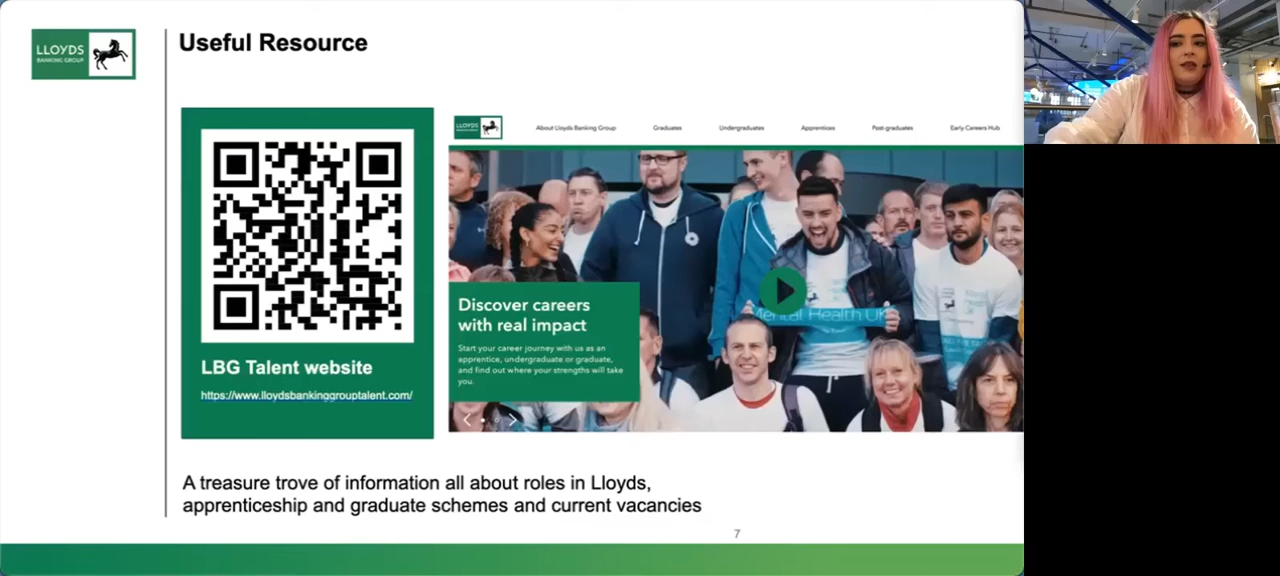 LLOYDS
BANKING GROUP
Useful Resource
LLOYDS
About Lloyds Banking Group Graduates Undergraduates Apprentices Post-graduates Early Careers Hub
Mental Health UK
Discover careers
with real impact
Start your career journey with us as an
apprentice, undergraduate or graduate,
and find out where your strengths will take
you.
LBG Talent website
https://www.lloydsbankinggrouptalent.com/
A treasure trove of information all about roles in Lloyds,
apprenticeship and graduate schemes and current vacancies
7